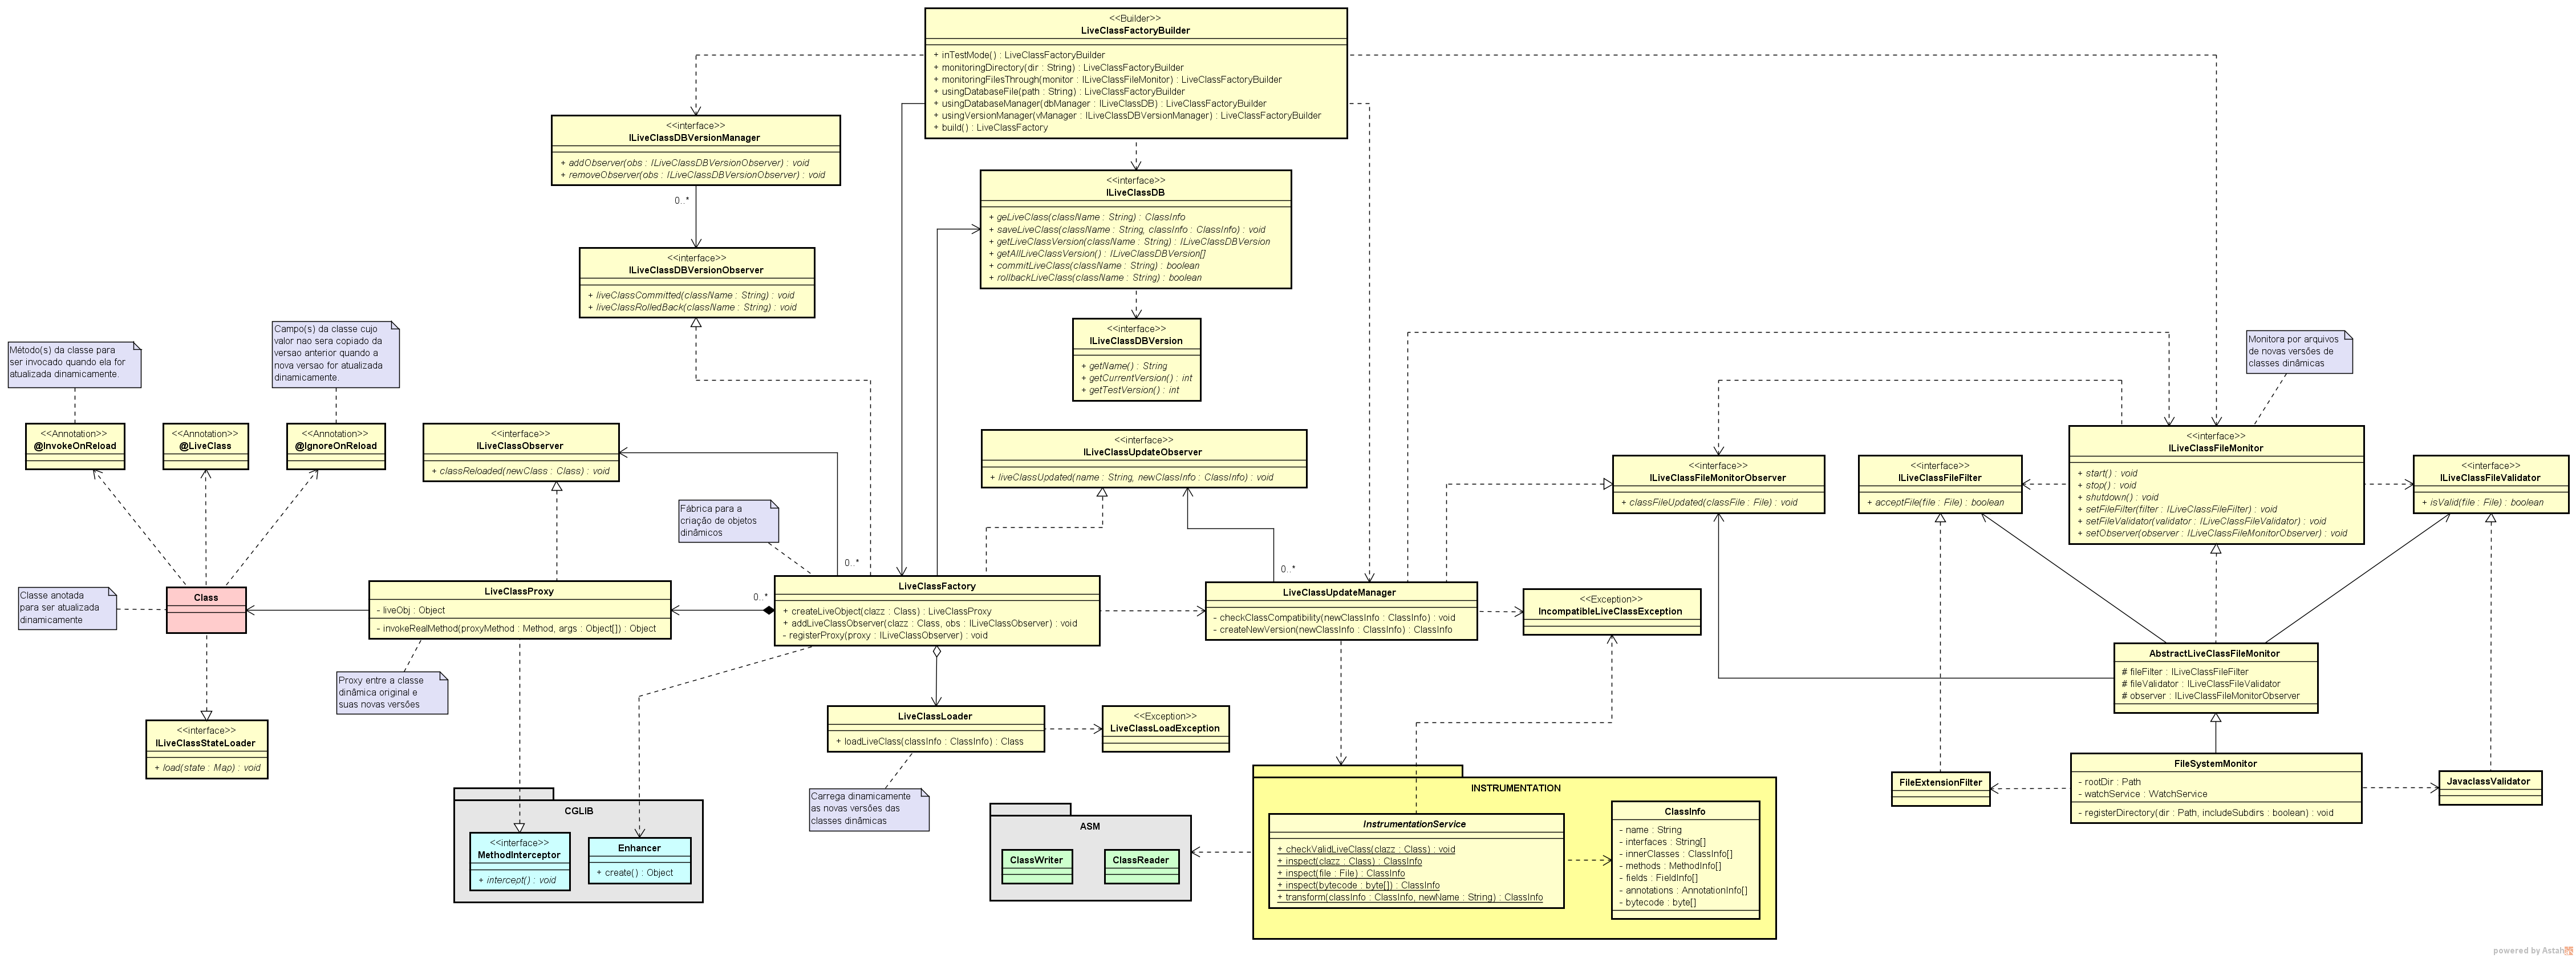 <<Builder>>
LiveClassFactoryBuilder
+ inTestMode() : LiveClassFactoryBuilder
+ monitoringDirectory(dir : String) : LiveClassFactoryBuilder
+ monitoringFilesThrough(monitor : ILiveClassFileMonitor) : LiveClassFactoryBuilder
+ usingDatabaseFile(path : String) : LiveClassFactoryBuilder
+ usingDatabaseManager(dbManager : ILiveClassDB) : LiveClassFactoryBuilder
+ usingVersionManager(vManager : ILiveClassDBVersionManager) : LiveClassFactoryBuilder
+ build() : LiveClassFactory
<<interface>>
ILiveClassDBVersionManager
+ addObserver(obs : ILiveClassDBVersionObserver) : void
+ removeObserver(obs : ILiveClassDBVersionObserver) : void
0..*
<<interface>>
ILiveClassDB
+ geLiveClass(className : String) : ClassInfo
+ saveLiveClass(className : String, classInfo : ClassInfo) : void
+ getLiveClassVersion(className : String) : ILiveClassDBVersion
+ getAllLiveClassVersion() : ILiveClassDBVersion[]
+ commitLiveClass(className : String) : boolean
+ rollbackLiveClass(className : String) : boolean
<<interface>>
ILiveClassDBVersionObserver
+ liveClassCommitted(className : String) : void
+ liveClassRolledBack(className : String) : void
<<interface>>
ILiveClassDBVersion
+ getName() : String
+ getCurrentVersion() : int
+ getTestVersion() : int
Método(s) da classe para
ser invocado quando ela for
atualizada dinamicamente.
Campo(s) da classe cujo
valor nao sera copiado da
versao anterior quando a
nova versao for atualizada
dinamicamente.
Monitora por arquivos
de novas versões de
classes dinâmicas
<<Annotation>>
@InvokeOnReload
<<Annotation>>
@LiveClass
<<Annotation>>
@IgnoreOnReload
<<interface>>
ILiveClassObserver
+ classReloaded(newClass : Class) : void
<<interface>>
ILiveClassUpdateObserver
+ liveClassUpdated(name : String, newClassInfo : ClassInfo) : void
<<interface>>
ILiveClassFileMonitorObserver
+ classFileUpdated(classFile : File) : void
<<interface>>
ILiveClassFileFilter
+ acceptFile(file : File) : boolean
<<interface>>
ILiveClassFileMonitor
+ start() : void
+ stop() : void
+ shutdown() : void
+ setFileFilter(filter : ILiveClassFileFilter) : void
+ setFileValidator(validator : ILiveClassFileValidator) : void
+ setObserver(observer : ILiveClassFileMonitorObserver) : void
<<interface>>
ILiveClassFileValidator
+ isValid(file : File) : boolean
Fábrica para a
criação de objetos
dinâmicos
0..*
0..*
0..*
Classe anotada
para ser atualizada
dinamicamente
Class
LiveClassProxy
- liveObj : Object
- invokeRealMethod(proxyMethod : Method, args : Object[]) : Object
LiveClassFactory
+ createLiveObject(clazz : Class) : LiveClassProxy
+ addLiveClassObserver(clazz : Class, obs : ILiveClassObserver) : void
- registerProxy(proxy : ILiveClassObserver) : void
LiveClassUpdateManager
- checkClassCompatibility(newClassInfo : ClassInfo) : void
- createNewVersion(newClassInfo : ClassInfo) : ClassInfo
<<Exception>>
IncompatibleLiveClassException
AbstractLiveClassFileMonitor
# fileFilter : ILiveClassFileFilter
# fileValidator : ILiveClassFileValidator
# observer : ILiveClassFileMonitorObserver
Proxy entre a classe
dinâmica original e
suas novas versões
<<interface>>
ILiveClassStateLoader
+ load(state : Map) : void
LiveClassLoader
+ loadLiveClass(classInfo : ClassInfo) : Class
<<Exception>>
LiveClassLoadException
Carrega dinamicamente
as novas versões das
classes dinâmicas
FileExtensionFilter
FileSystemMonitor
- rootDir : Path
- watchService : WatchService
- registerDirectory(dir : Path, includeSubdirs : boolean) : void
JavaclassValidator
CGLIB
<<interface>>
MethodInterceptor
+ intercept() : void
Enhancer
+ create() : Object
ASM
ClassWriter
ClassReader
INSTRUMENTATION
InstrumentationService
+ checkValidLiveClass(clazz : Class) : void
+ inspect(clazz : Class) : ClassInfo
+ inspect(file : File) : ClassInfo
+ inspect(bytecode : byte[]) : ClassInfo
+ transform(classInfo : ClassInfo, newName : String) : ClassInfo
ClassInfo
- name : String
- interfaces : String[]
- innerClasses : ClassInfo[]
- methods : MethodInfo[]
- fields : FieldInfo[]
- annotations : AnnotationInfo[]
- bytecode : byte[]
powered by Astah